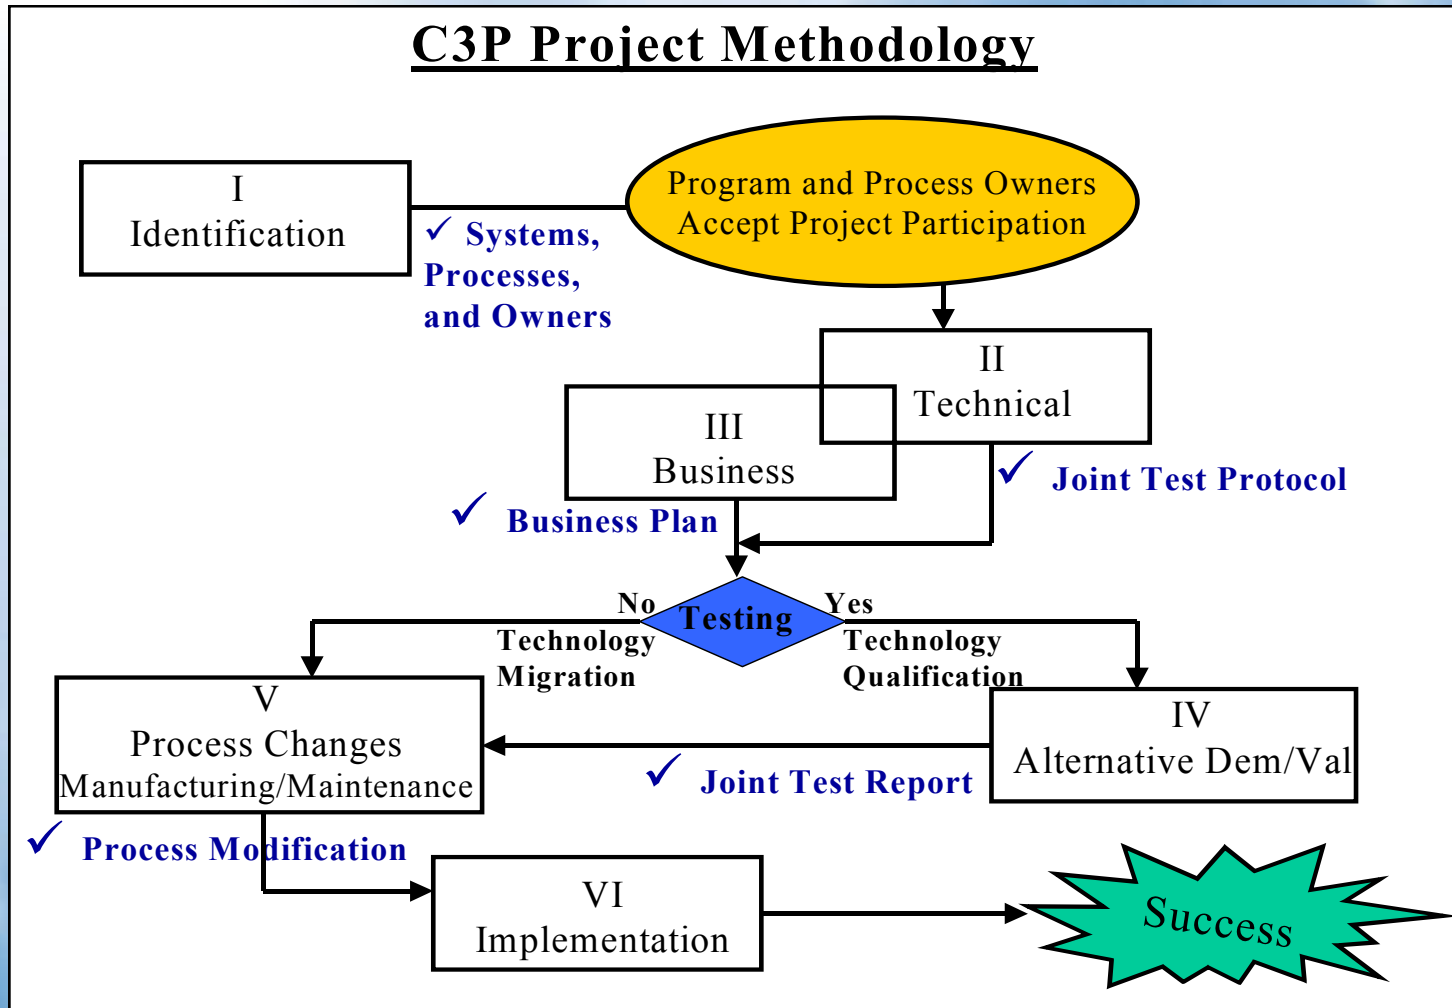 C3P Project Methodology
I
Identification
✓ Systems,
Processes,
and Owners
Program and Process Owners
Accept Project Participation
II
Technical
✓ Joint Test Protocol
III
Business
✓ Business Plan
Testing
No
Technology
Migration
Yes
Technology
Qualification
IV
Alternative Dem/Val
✓ Joint Test Report
V
Process Changes
Manufacturing/Maintenance
✓ Process Modification
VI
Implementation
Success